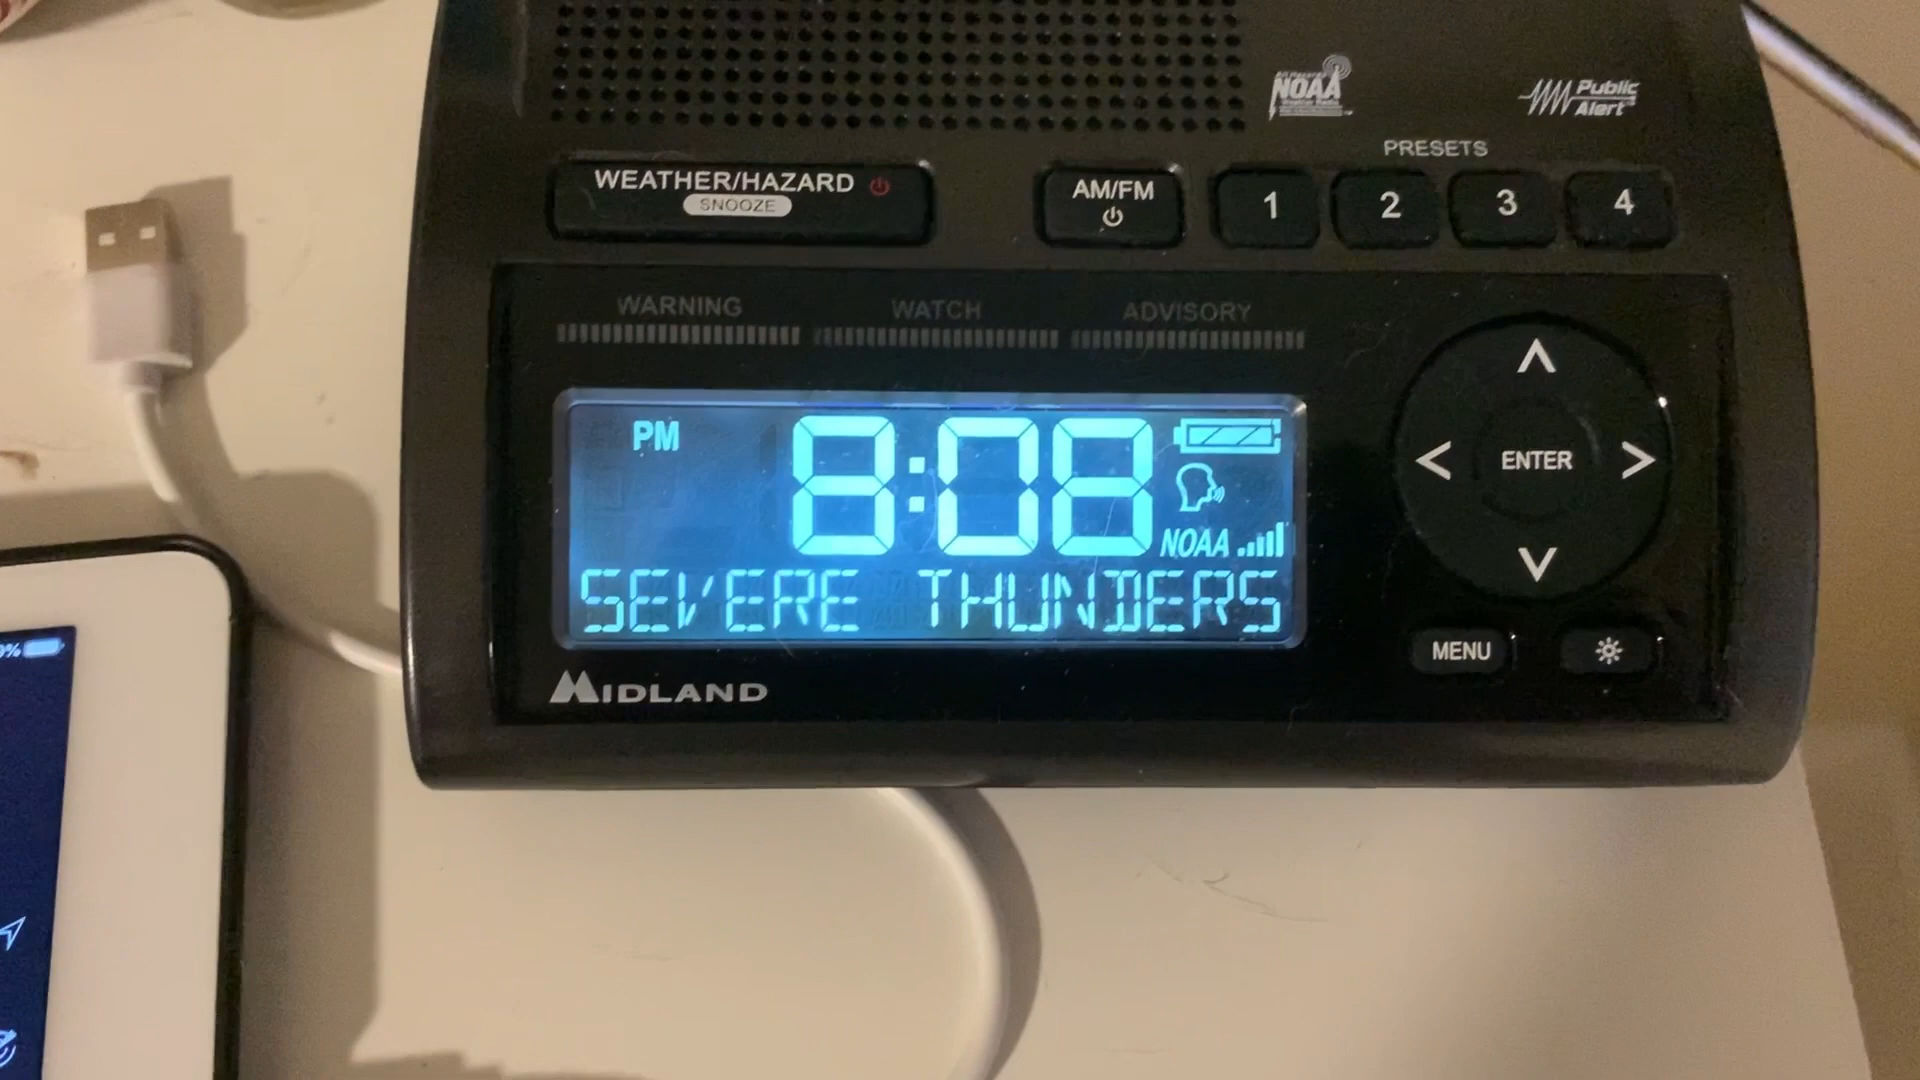 NOAA
Public
Alert
PRESETS
WEATHER/HAZARD
SNOOZE
AM/FM
1 2 3 4
WARNING WATCH ADVISORY
PM 8:08
NOAA
SEVERE THUNDERS
ENTER
MENU
MIDLAND